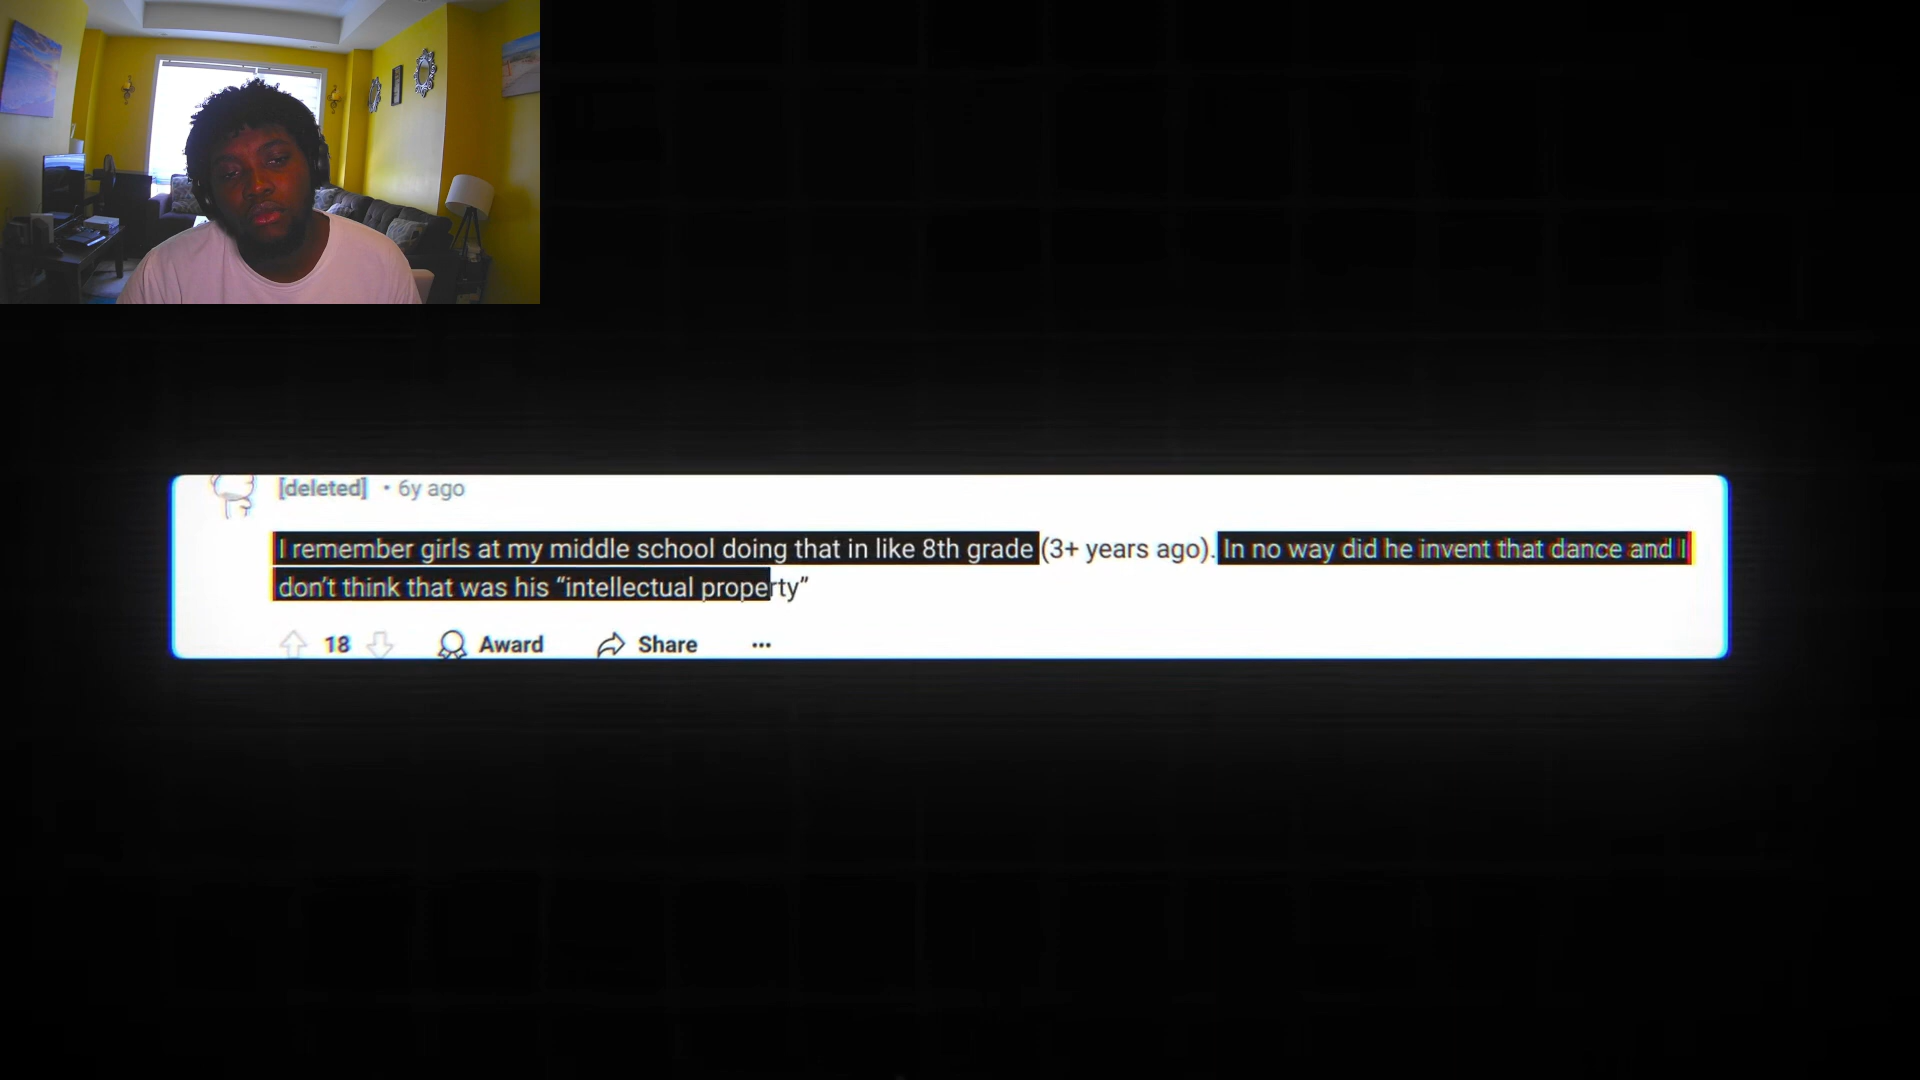 [deleted] • 6y ago
I remember girls at my middle school doing that in like 8th grade (3+ years ago). In no way did he invent that dance and I
don't think that was his “intellectual property”
18 Award Share ...